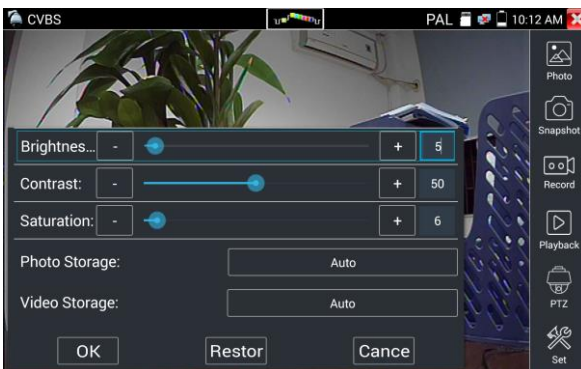 CVBS PAL 10:12 AM
Photo
Snapshot
Brightnes... - + 5
Record
Contrast: - + 50
Saturation: - + 6
Playback
Photo Storage: Auto
PTZ
Video Storage: Auto
OK Restor Cance
Set